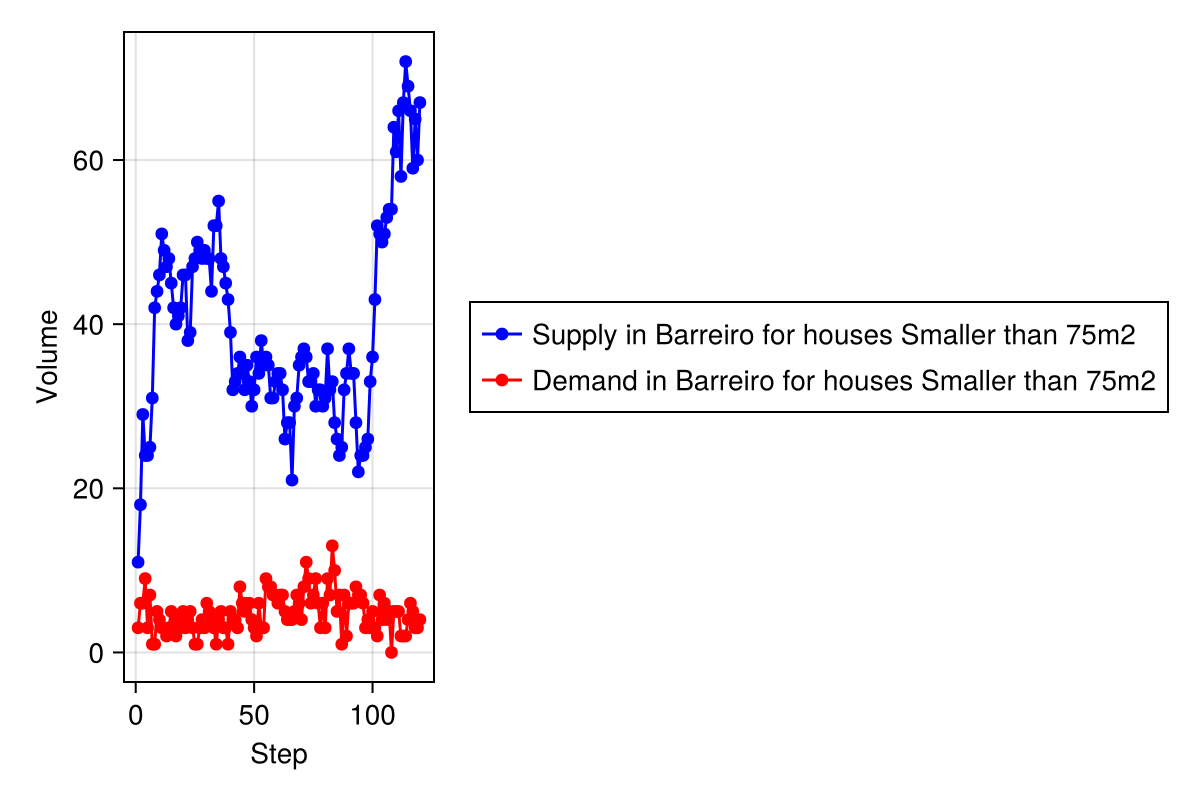 Volume
60
40
20
0
0 50 100
Step
Supply in Barreiro for houses Smaller than 75m2
Demand in Barreiro for houses Smaller than 75m2